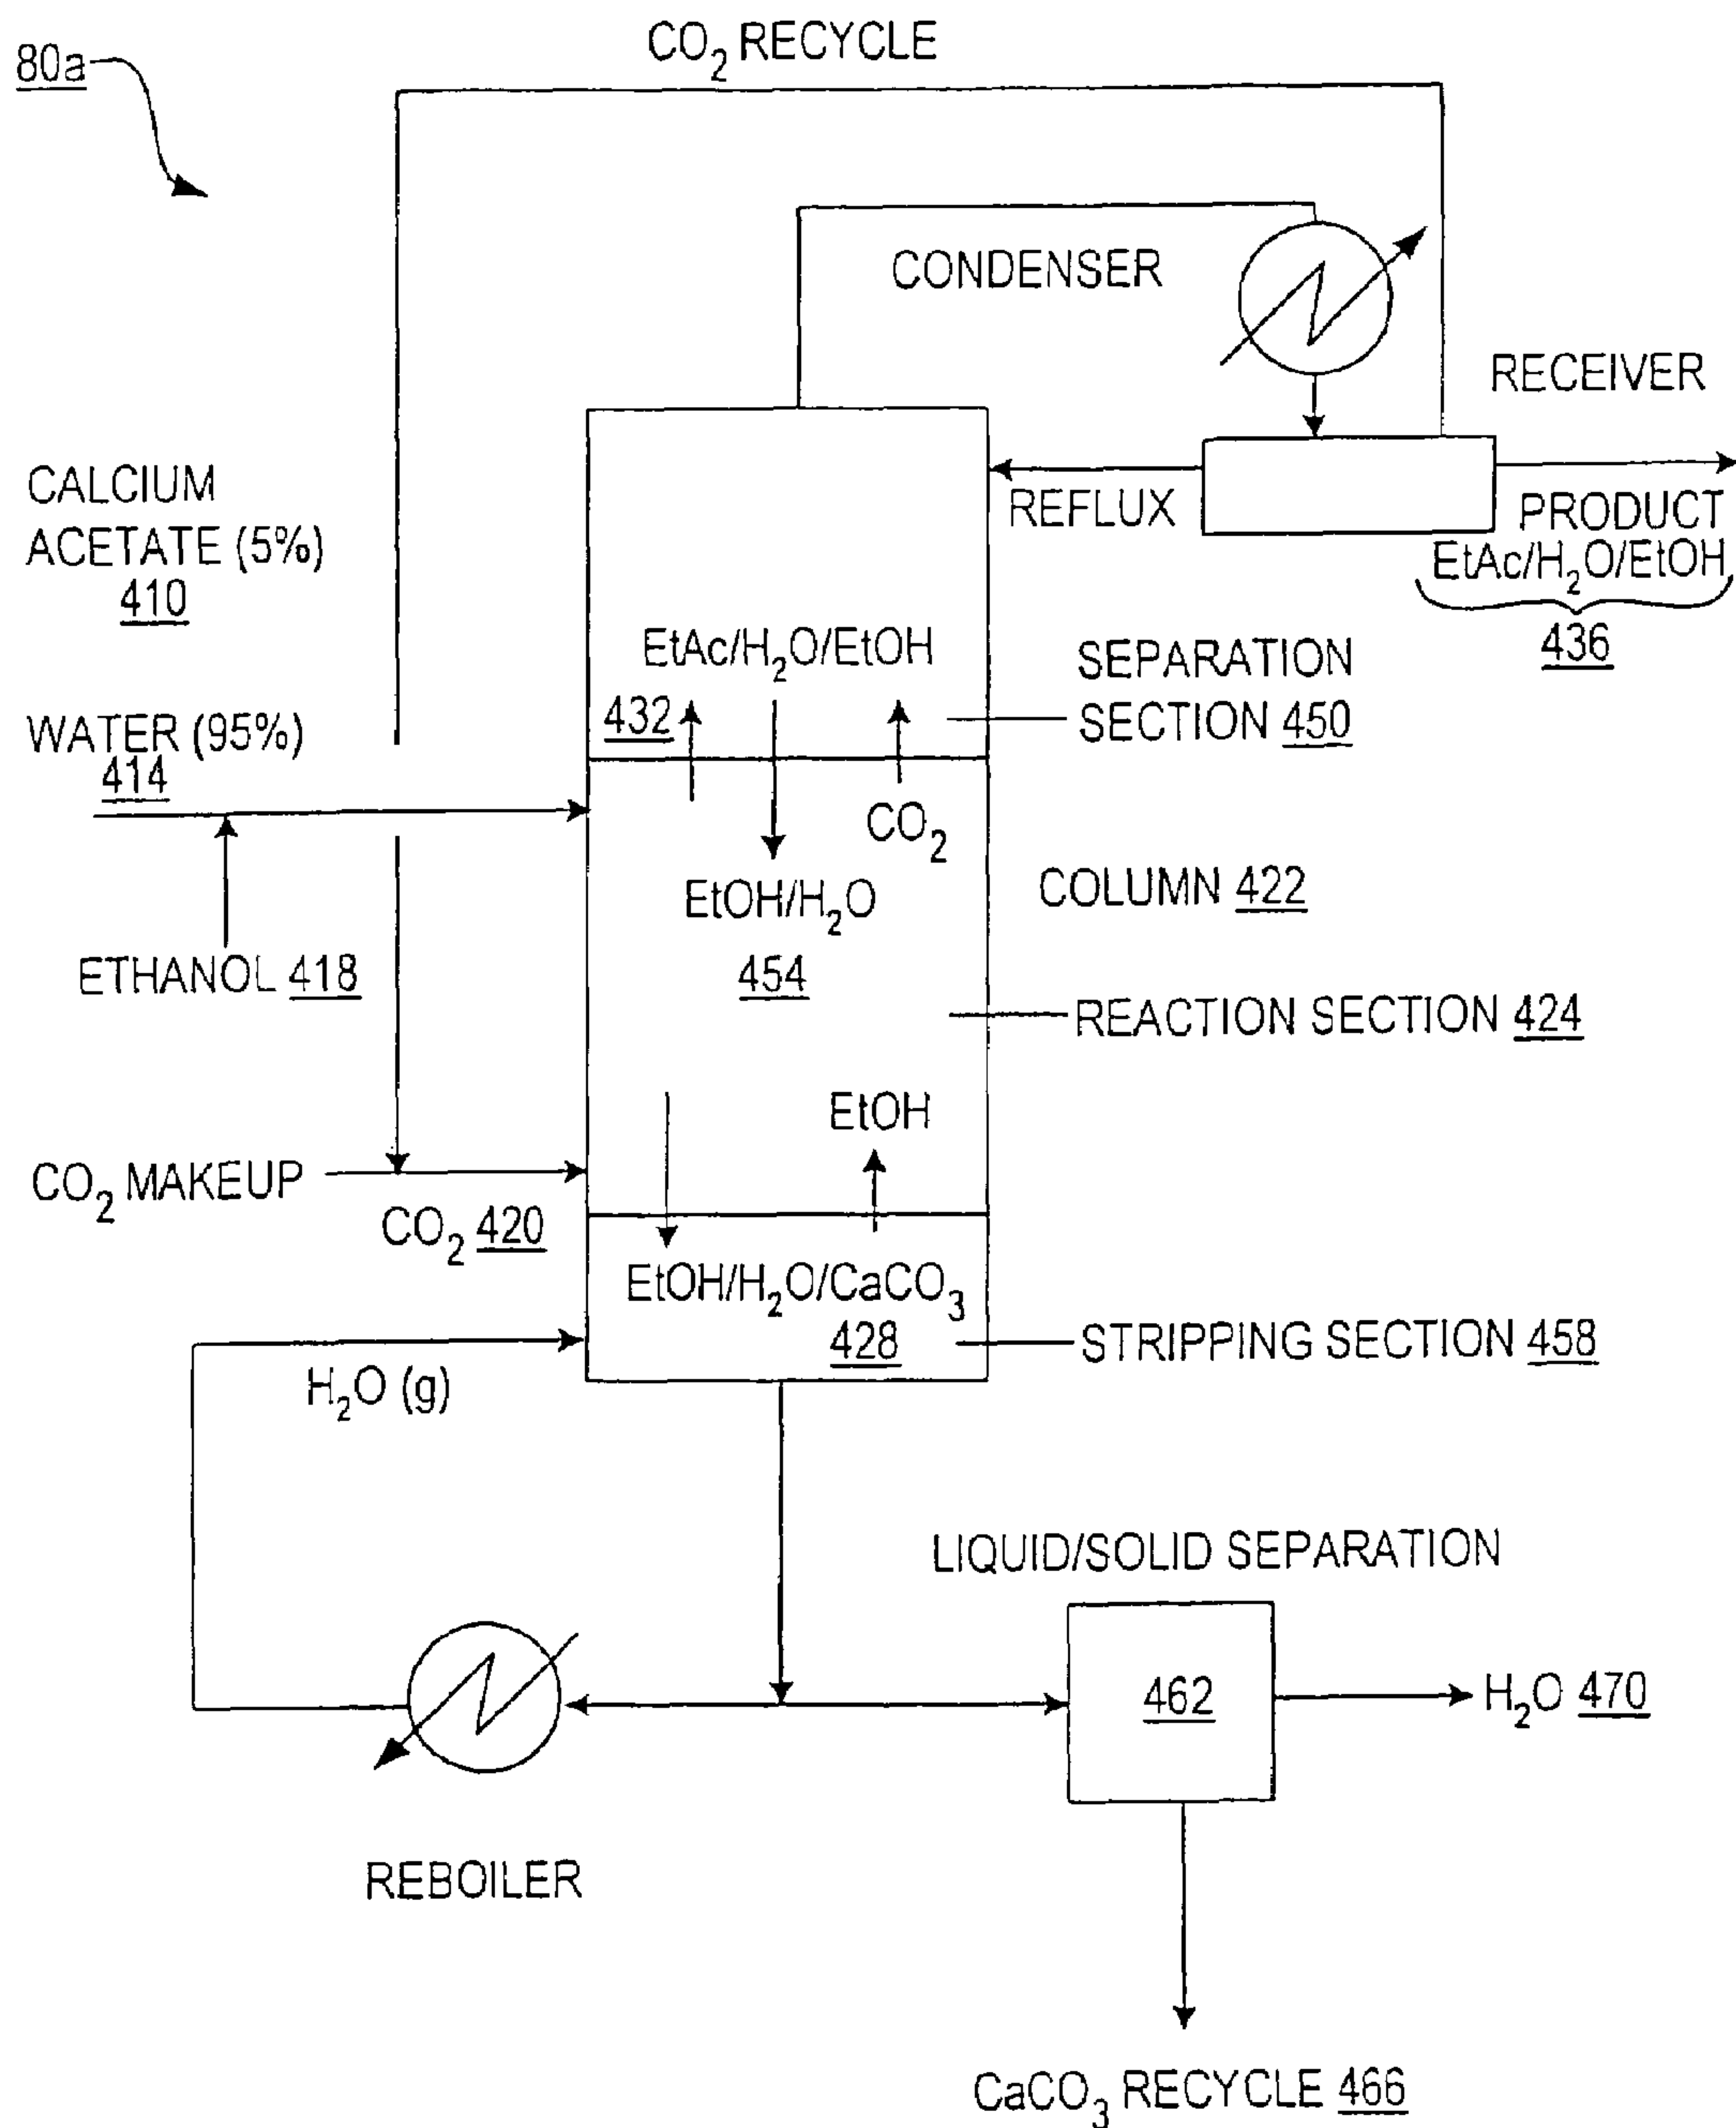 80a
CO₂ RECYCLE
CONDENSER
RECEIVER
REFLUX
PRODUCT
EtAc/H₂O/EtOH
436
CALCIUM
ACETATE (5%)
410
WATER (95%)
414
ETHANOL 418
EtAc/H₂O/EtOH
432
SEPARATION
SECTION 450
CO₂
EtOH/H₂O
454
COLUMN 422
REACTION SECTION 424
EtOH
CO₂ MAKEUP
CO₂ 420
EtOH/H₂O/CaCO₃
428
STRIPPING SECTION 458
H₂O (g)
LIQUID/SOLID SEPARATION
462
H₂O 470
REBOILER
CaCO₃ RECYCLE 466